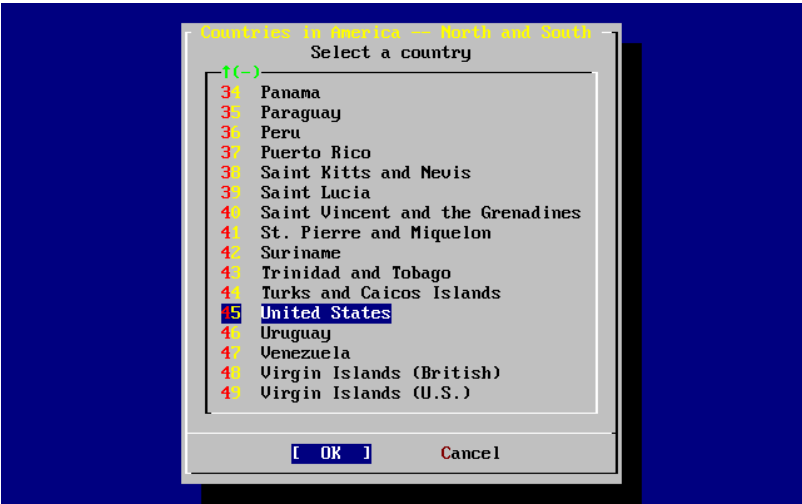 Countries in America -- North and South
Select a country
↑(-)
34 Panama
35 Paraguay
36 Peru
37 Puerto Rico
38 Saint Kitts and Nevis
39 Saint Lucia
40 Saint Vincent and the Grenadines
41 St. Pierre and Miquelon
42 Suriname
43 Trinidad and Tobago
44 Turks and Caicos Islands
45 United States
46 Uruguay
47 Venezuela
48 Virgin Islands (British)
49 Virgin Islands (U.S.)
[ OK ] Cancel